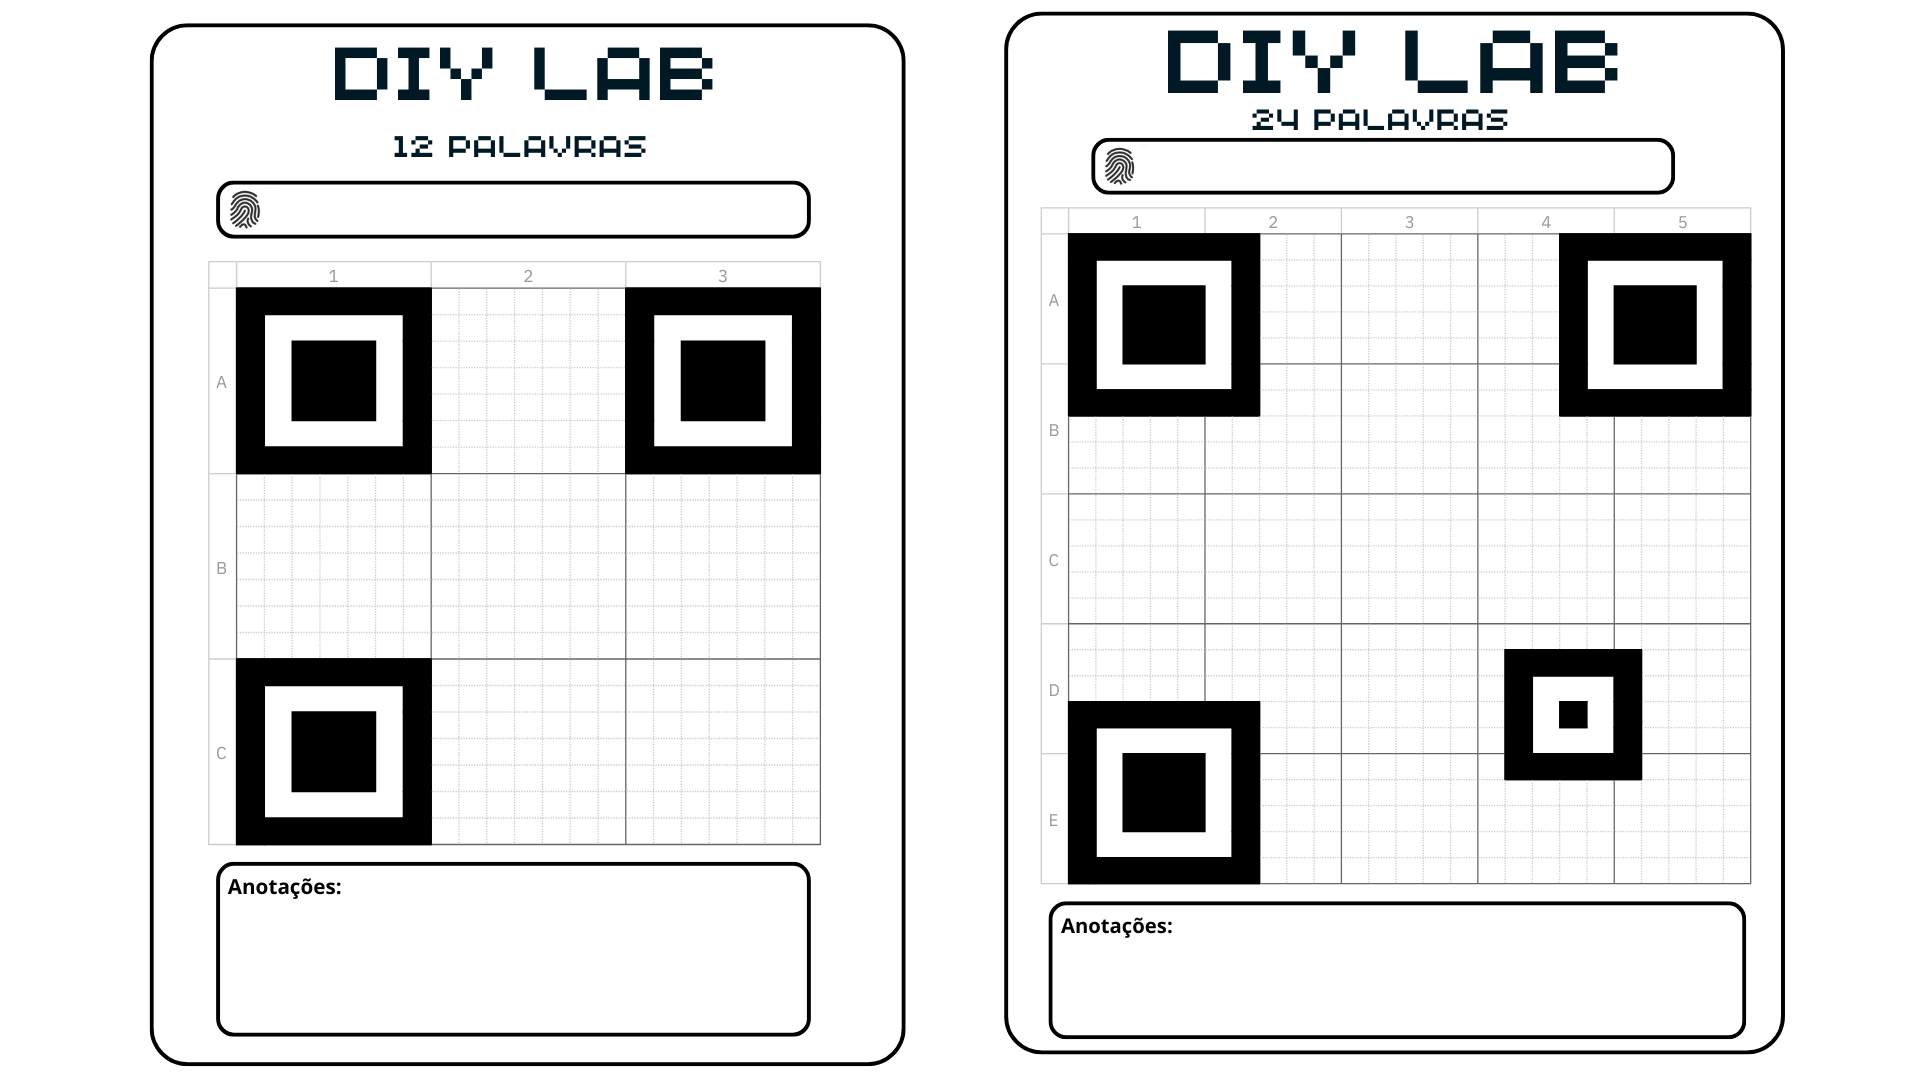 DIY LAB
12 PALAVRAS
1 2 3
A
B
C
Anotações:
DIY LAB
24 PALAVRAS
1 2 3 4 5
A
B
C
D
E
Anotações: